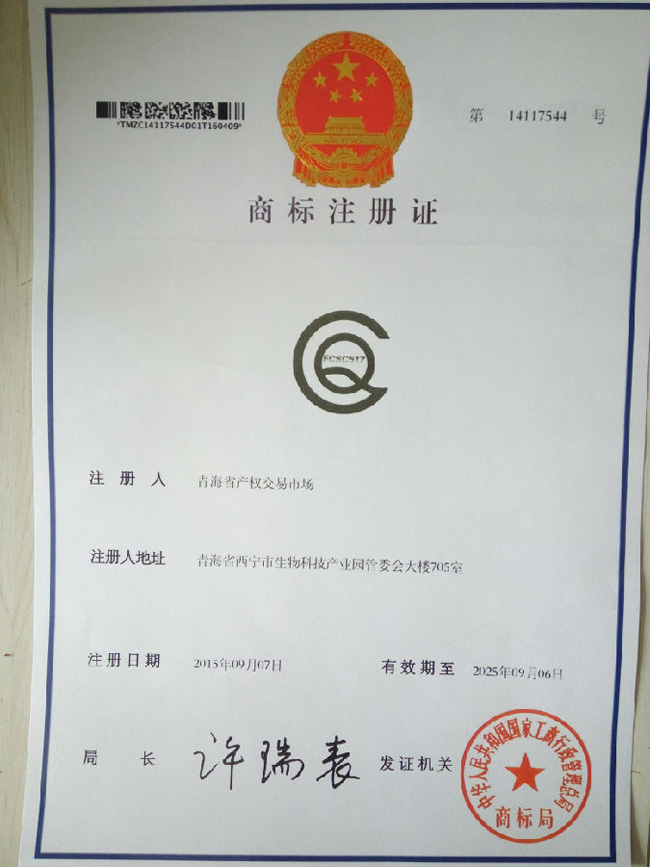 *TMZC14117544D01T160409*
第 14117544 号
商标注册证
FCSC517
注册人 青海省产权交易市场
注册人地址 青海省西宁市生物科技产业园管委会大楼705室
注册日期 2015年09月07日 有效期至 2025年09月06日
局长 许瑞表 发证机关
中华人民共和国国家工商行政管理总局
商标局